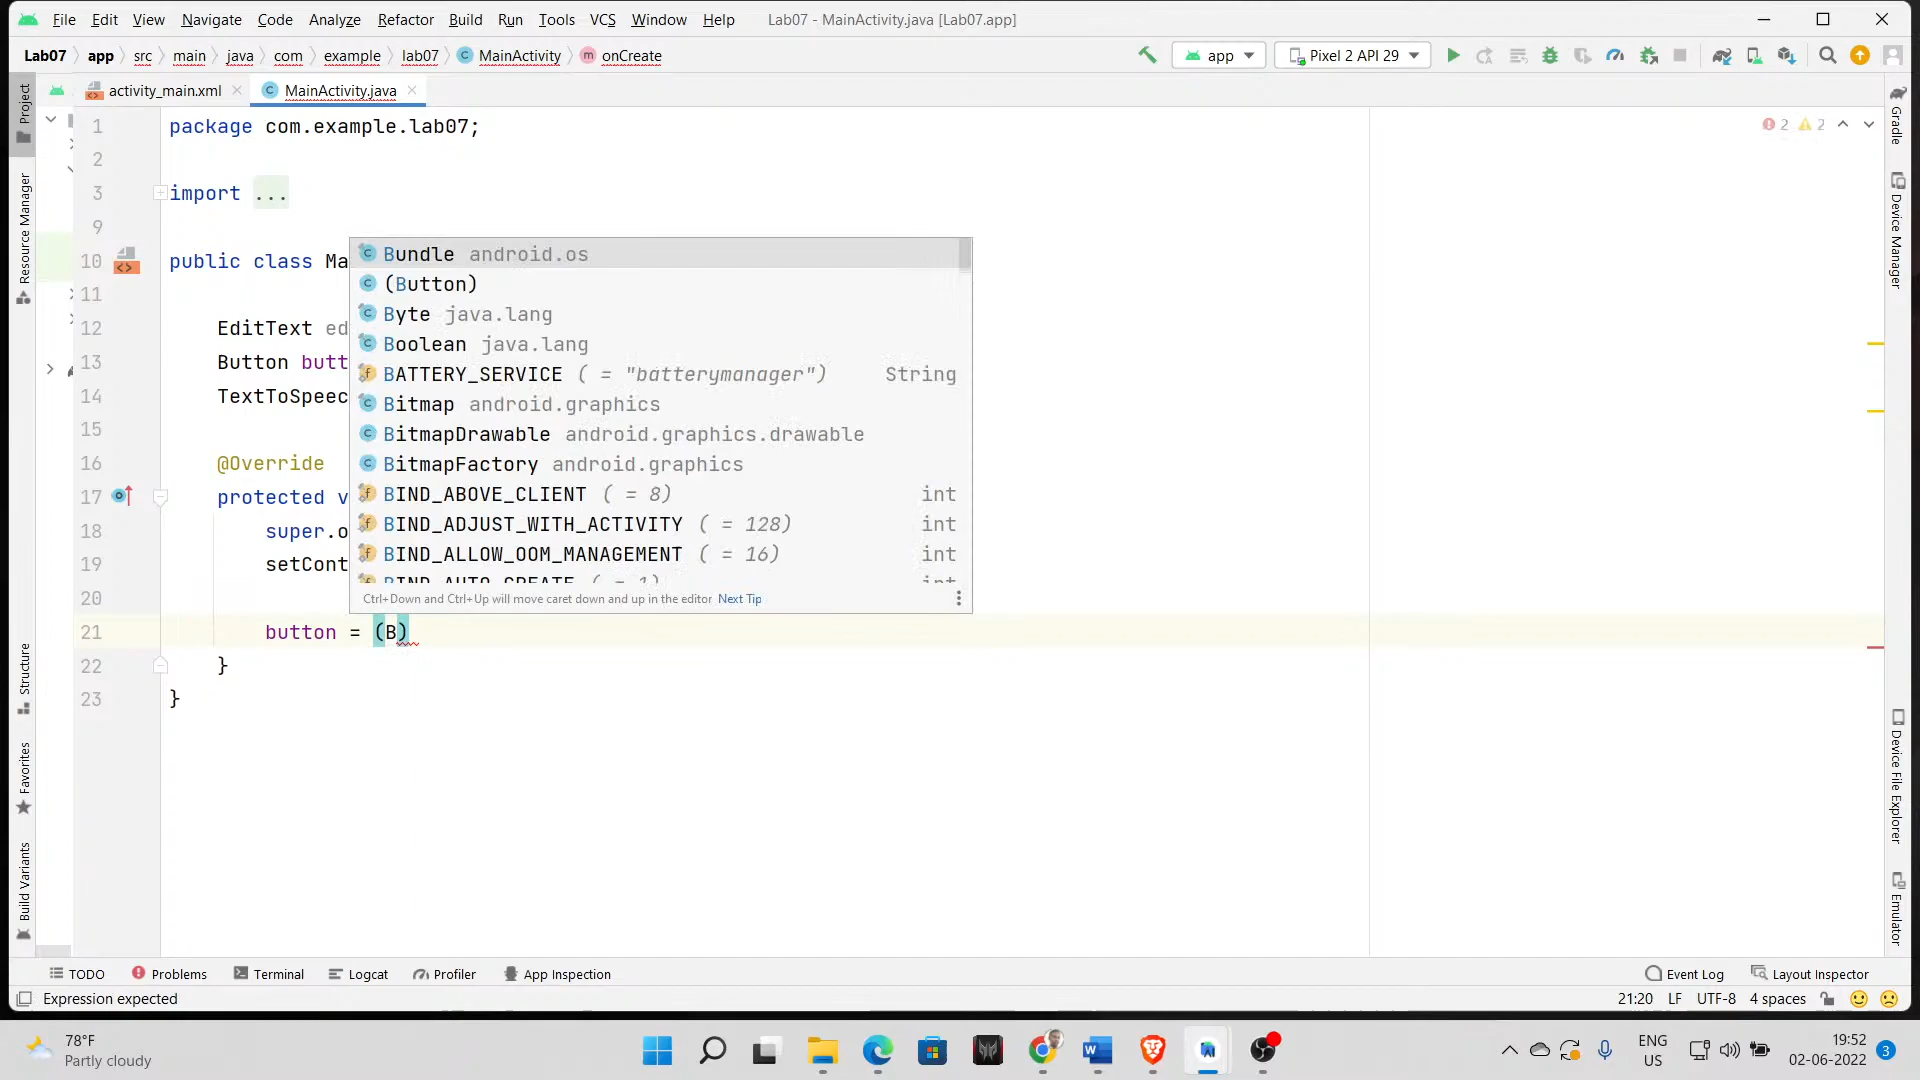 File Edit View Navigate Code Analyze Refactor Build Run Tools VCS Window Help Lab07 - MainActivity.java [Lab07.app]
Lab07 app src main java com example lab07 MainActivity onCreate app Pixel 2 API 29
activity_main.xml MainActivity.java
1 package com.example.lab07; 2 2
2
3 import ...
9
10 public class Ma
11
12 EditText ed
13 Button butt
14 TextToSpeec
15
16 @Override
17 protected v
18 super.o
19 setCont
20
21 button = (B)
22 }
23 }
Bundle android.os
(Button)
Byte java.lang
Boolean java.lang
BATTERY_SERVICE ( = "batterymanager") String
Bitmap android.graphics
BitmapDrawable android.graphics.drawable
BitmapFactory android.graphics
BIND_ABOVE_CLIENT ( = 8) int
BIND_ADJUST_WITH_ACTIVITY ( = 128) int
BIND_ALLOW_OOM_MANAGEMENT ( = 16) int
BIND_AUTO_CREATE ( = 1) int
Ctrl+Down and Ctrl+Up will move caret down and up in the editor Next Tip
Project
Resource Manager
Structure
Favorites
Build Variants
Gradle
Device Manager
Device File Explorer
Emulator
TODO Problems Terminal Logcat Profiler App Inspection Event Log Layout Inspector
Expression expected 21:20 LF UTF-8 4 spaces
78°F
Partly cloudy
ENG
US
19:52
02-06-2022
3